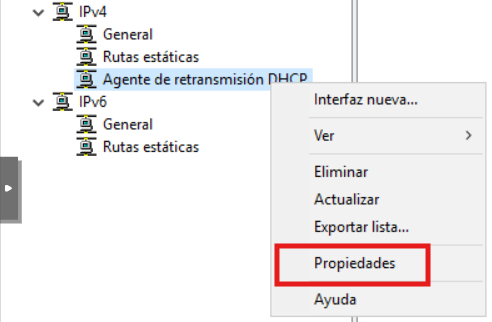 IPv4
General
Rutas estáticas
Agente de retransmisión DHCP
IPv6
General
Rutas estáticas
Interfaz nueva...
Ver
Eliminar
Actualizar
Exportar lista...
Propiedades
Ayuda